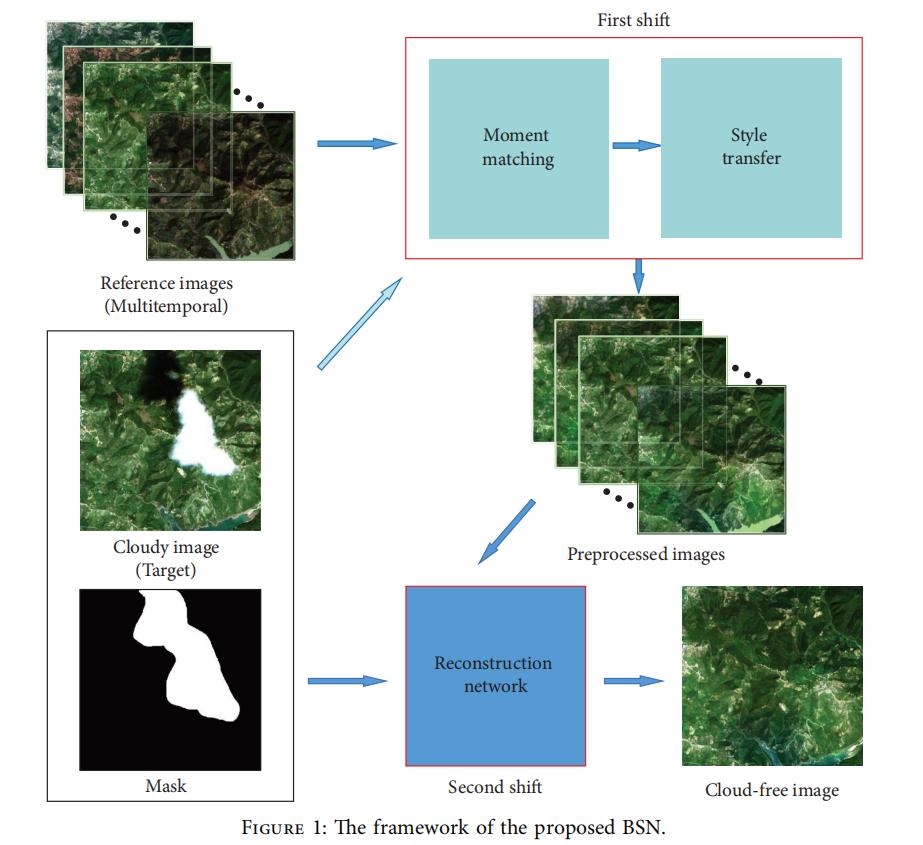 First shift
Moment
matching
Style
transfer
Reference images
(Multitemporal)
Cloudy image
(Target)
Preprocessed images
Reconstruction
network
Mask
Second shift
Cloud-free image
Figure 1: The framework of the proposed BSN.